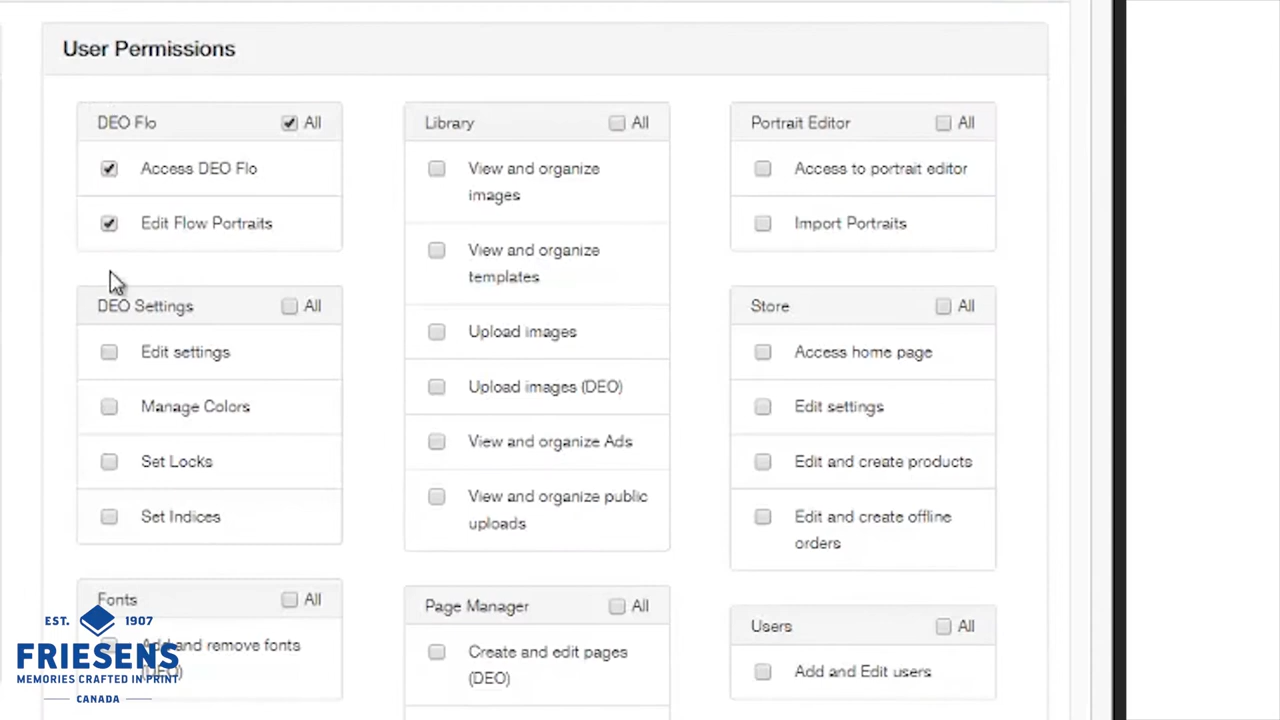 User Permissions
DEO Flo
All
Access DEO Flo
Edit Flow Portraits
DEO Settings
All
Edit settings
Manage Colors
Set Locks
Set Indices
Fonts
All
Add and remove fonts
(DEO)
Library
All
View and organize
images
View and organize
templates
Upload images
Upload images (DEO)
View and organize Ads
View and organize public
uploads
Page Manager
All
Create and edit pages
(DEO)
Portrait Editor
All
Access to portrait editor
Import Portraits
Store
All
Access home page
Edit settings
Edit and create products
Edit and create offline
orders
Users
All
Add and Edit users
EST. 1907
FRIESENS
MEMORIES CRAFTED IN PRINT
CANADA